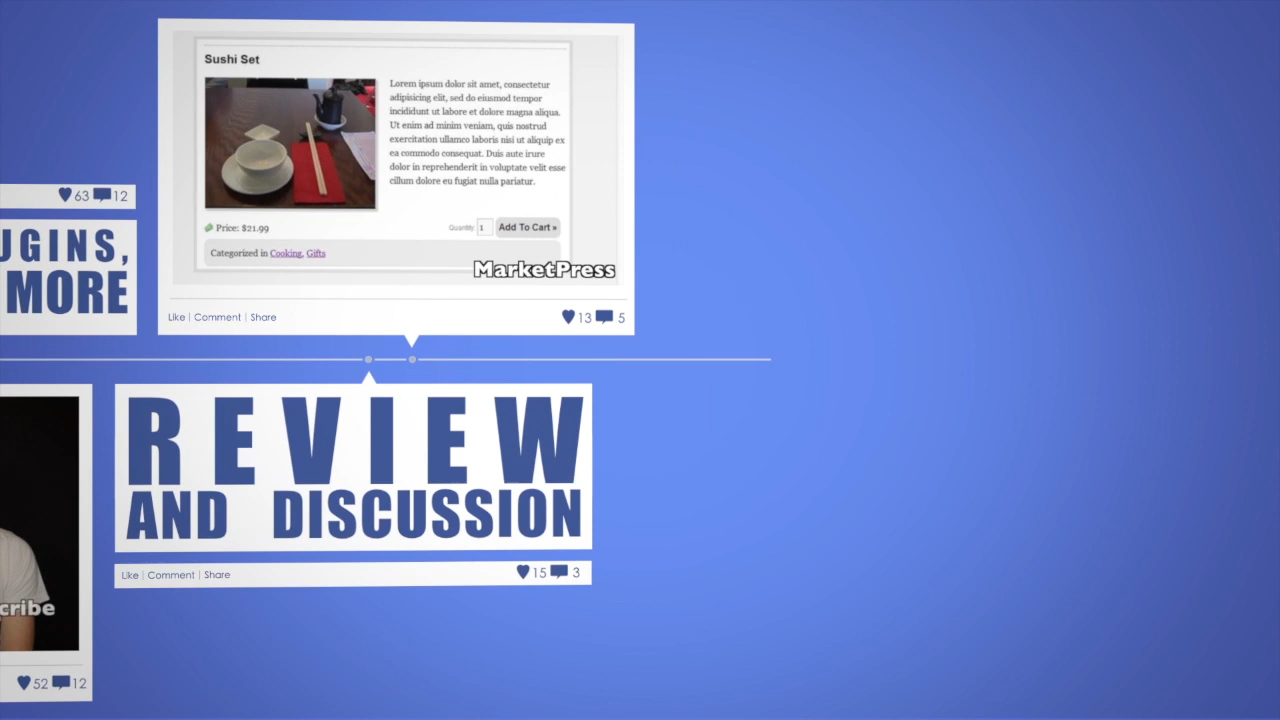 Sushi Set
Lorem ipsum dolor sit amet, consectetur
adipisicing elit, sed do eiusmod tempor
incididunt ut labore et dolore magna aliqua.
Ut enim ad minim veniam, quis nostrud
exercitation ullamco laboris nisi ut aliquip ex
ea commodo consequat. Duis aute irure
dolor in reprehenderit in voluptate velit esse
cillum dolore eu fugiat nulla pariatur.
Price: $21.99
Quantity: 1 Add To Cart »
Categorized in Cooking, Gifts
MarketPress
Like | Comment | Share
13 5
63 12
UGINS,
MORE
REVIEW
AND DISCUSSION
Like | Comment | Share
15 3
cribe
52 12